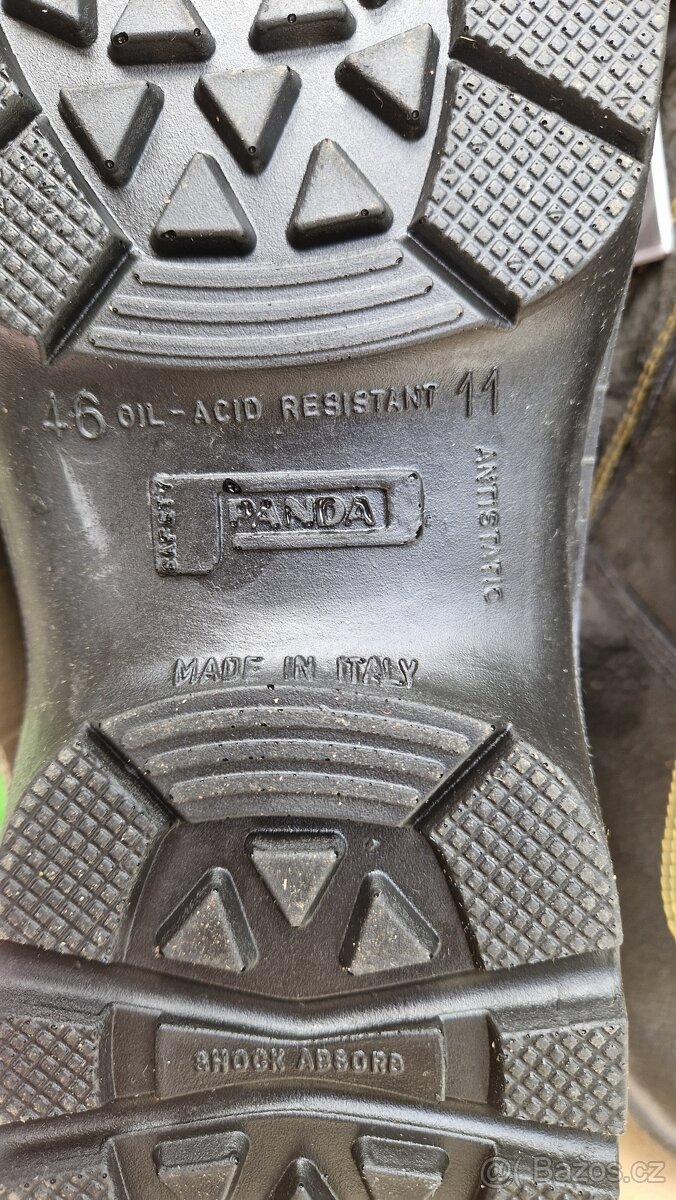 46 OIL-ACID RESISTANT 11
ANTISTATIC
SAFETY
PANDA
MADE IN ITALY
SHOCK ABSORB
Bazos.cz